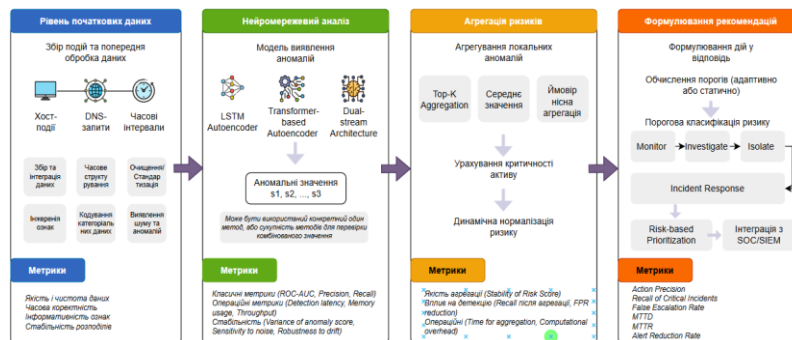 Рівень початкових даних
Збір подій та попередня
обробка даних
Хост-
події
DNS-
запити
Часові
інтервали
Збір та
інтеграція
даних
Часове
структу
рування
Очищення/
Стандар
тизація
Інженерія
ознак
Кодування
категоріаль
них даних
Виявлення
шуму та
аномалій
Метрики
Якість і чистота даних
Часова коректність
Інформативність ознак
Стабільність розподілів
Нейромережевий аналіз
Модель виявлення
аномалій
LSTM
Autoencoder
Transformer-
based
Autoencoder
Dual-
stream
Architecture
Аномальні значення
s1, s2, ..., s3
Може бути використаний конкретний один
метод, або сукупність методів для перевірки
комбінованого значення
Метрики
Класичні метрики (ROC-AUC, Precision, Recall)
Операційні метрики (Detection latency, Memory
usage, Throughput)
Стабільність (Variance of anomaly score,
Sensitivity to noise, Robustness to drift)
Агрегація ризиків
Агрегування локальних
аномалій
Top-K
Aggregation
Середнє
значення
Ймовір
нісна
агрегація
Урахування критичності
активу
Динамічна нормалізація
ризику
Метрики
Якість агрегації (Stability of Risk Score)
Вплив на детекцію (Recall після агрегації, FPR
reduction)
Операційні (Time for aggregation, Computational
overhead)
Формулювання рекомендацій
Формулювання дій у
відповідь
Обчислення порогів (адаптивно
або статично)
Порогова класифікація ризику
Monitor
Investigate
Isolate
Incident Response
Risk-based
Prioritization
Інтеграція з
SOC/SIEM
Метрики
Action Precision
Recall of Critical Incidents
False Escalation Rate
MTTD
MTTR
Alert Reduction Rate